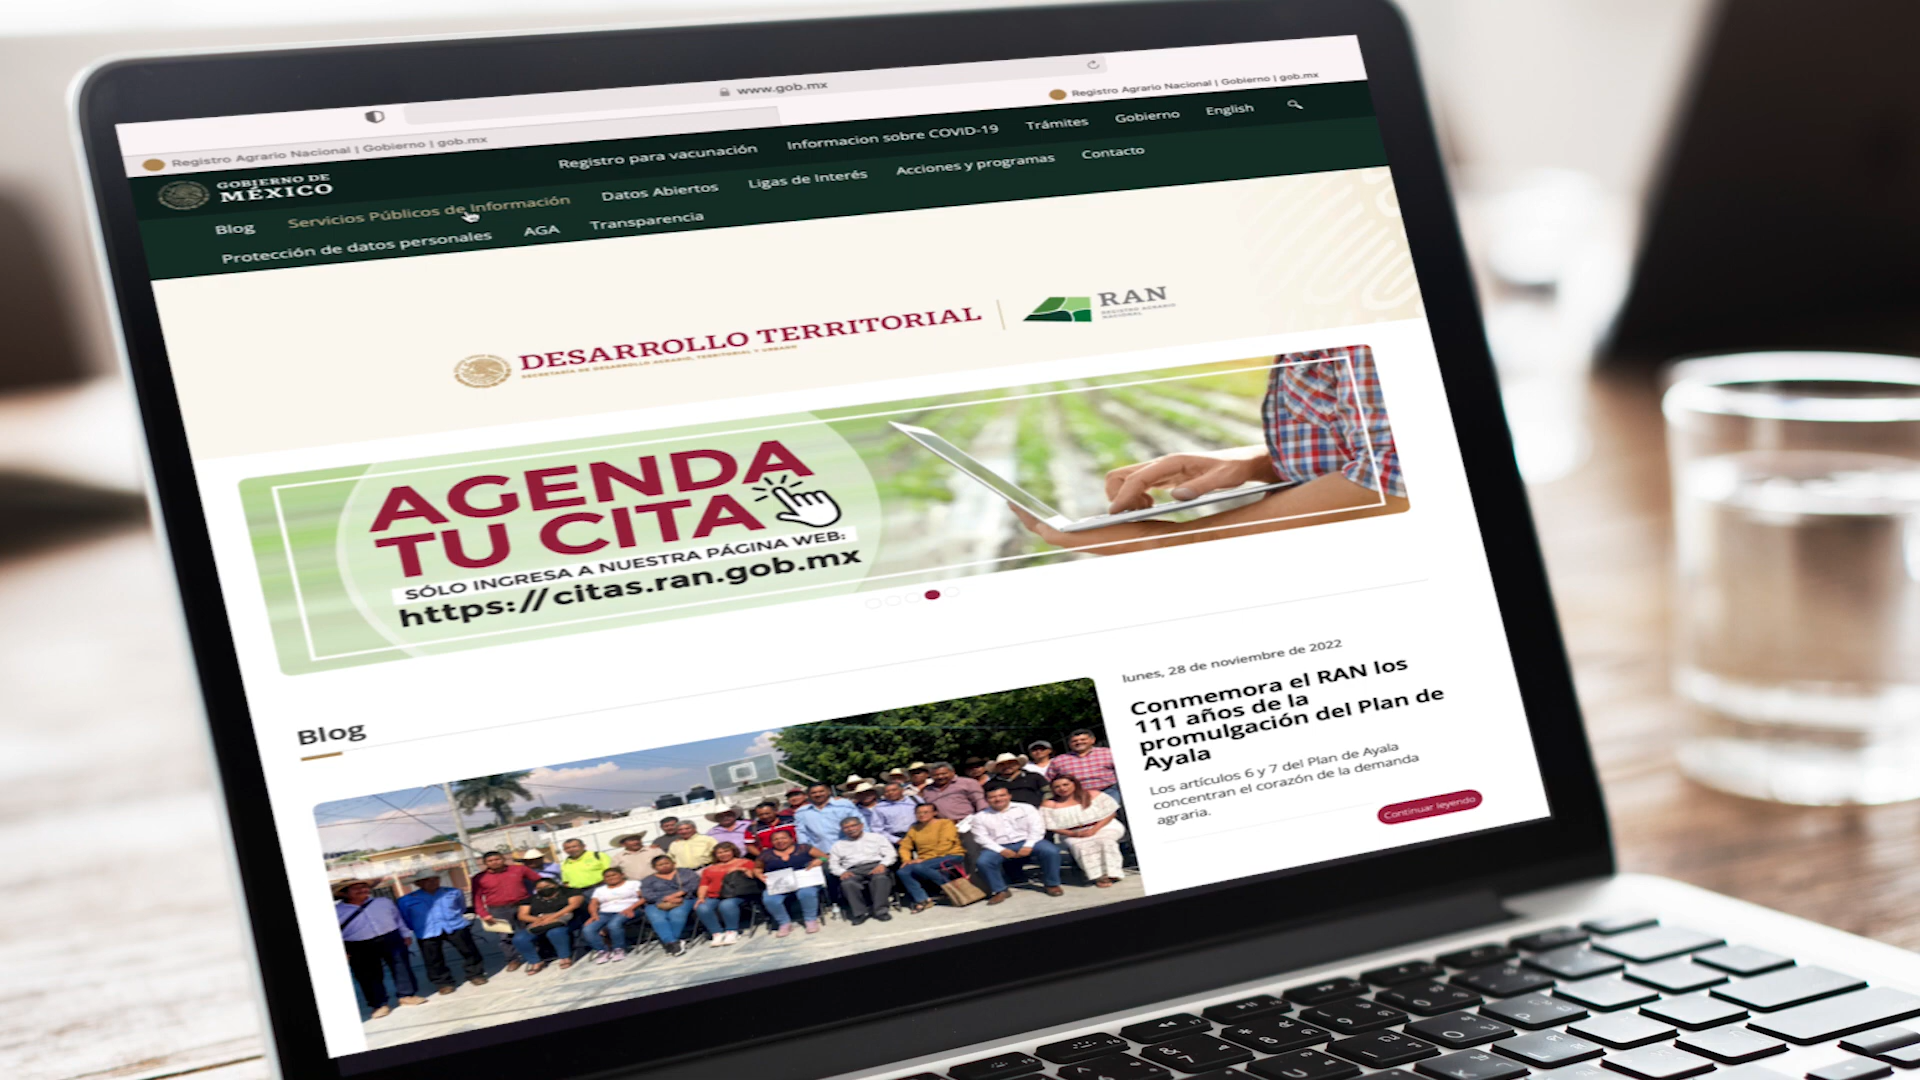 www.gob.mx
Registro Agrario Nacional | Gobierno | gob.mx
Registro Agrario Nacional | Gobierno | gob.mx
GOBIERNO DE
MÉXICO
Registro para vacunación
Informacion sobre COVID-19
Trámites
Gobierno
English
Blog
Servicios Públicos de Información
Datos Abiertos
Ligas de Interés
Acciones y programas
Contacto
Protección de datos personales
AGA
Transparencia
DESARROLLO TERRITORIAL
SECRETARÍA DE DESARROLLO AGRARIO, TERRITORIAL Y URBANO
RAN
REGISTRO AGRARIO
NACIONAL
AGENDA
TU CITA
SÓLO INGRESA A NUESTRA PÁGINA WEB:
https://citas.ran.gob.mx
Blog
lunes, 28 de noviembre de 2022
Conmemora el RAN los
111 años de la
promulgación del Plan de
Ayala
Los artículos 6 y 7 del Plan de Ayala
concentran el corazón de la demanda
agraria.
Continuar leyendo